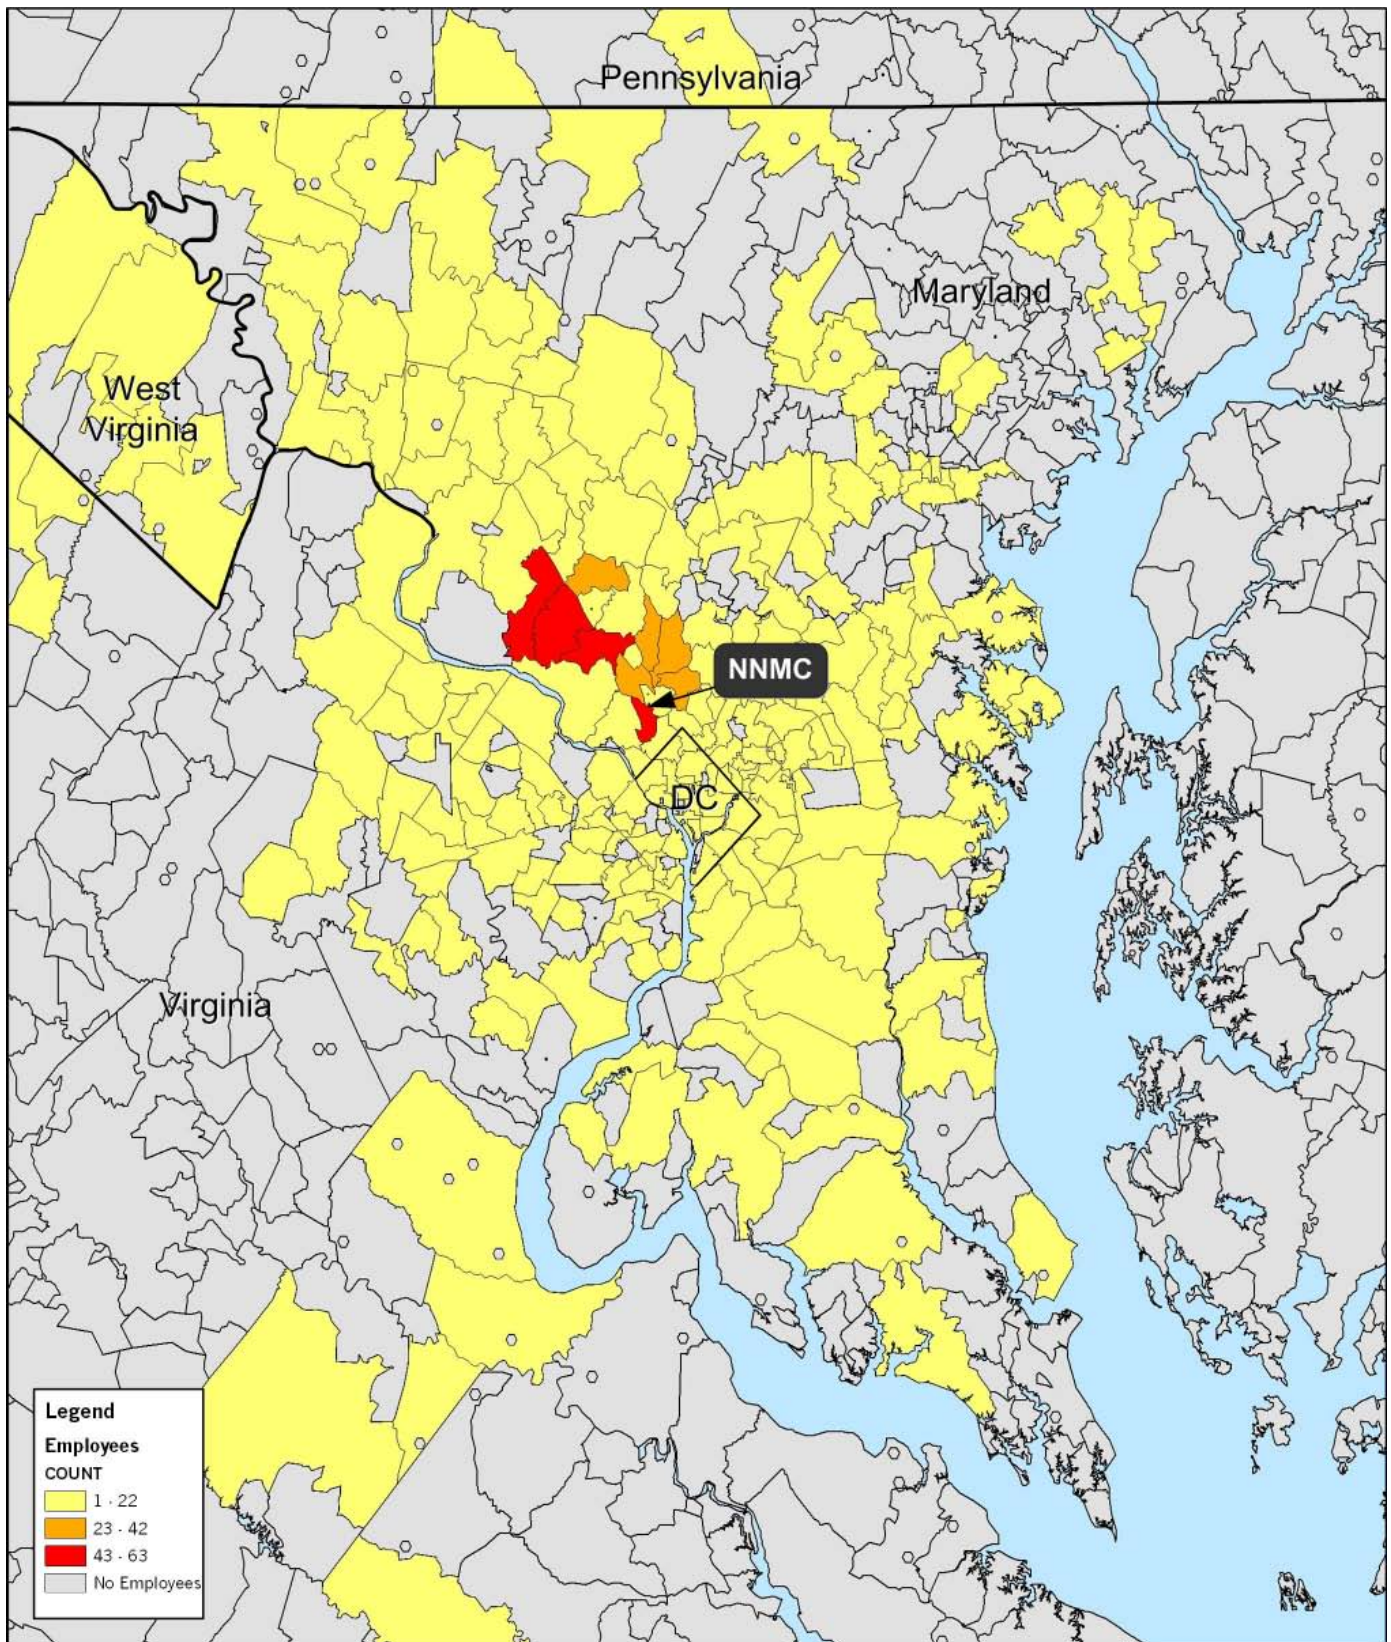 Pennsylvania
Maryland
West
Virginia
NNMC
DC
Virginia
Legend
Employees
COUNT
1 - 22
23 - 42
43 - 63
No Employees